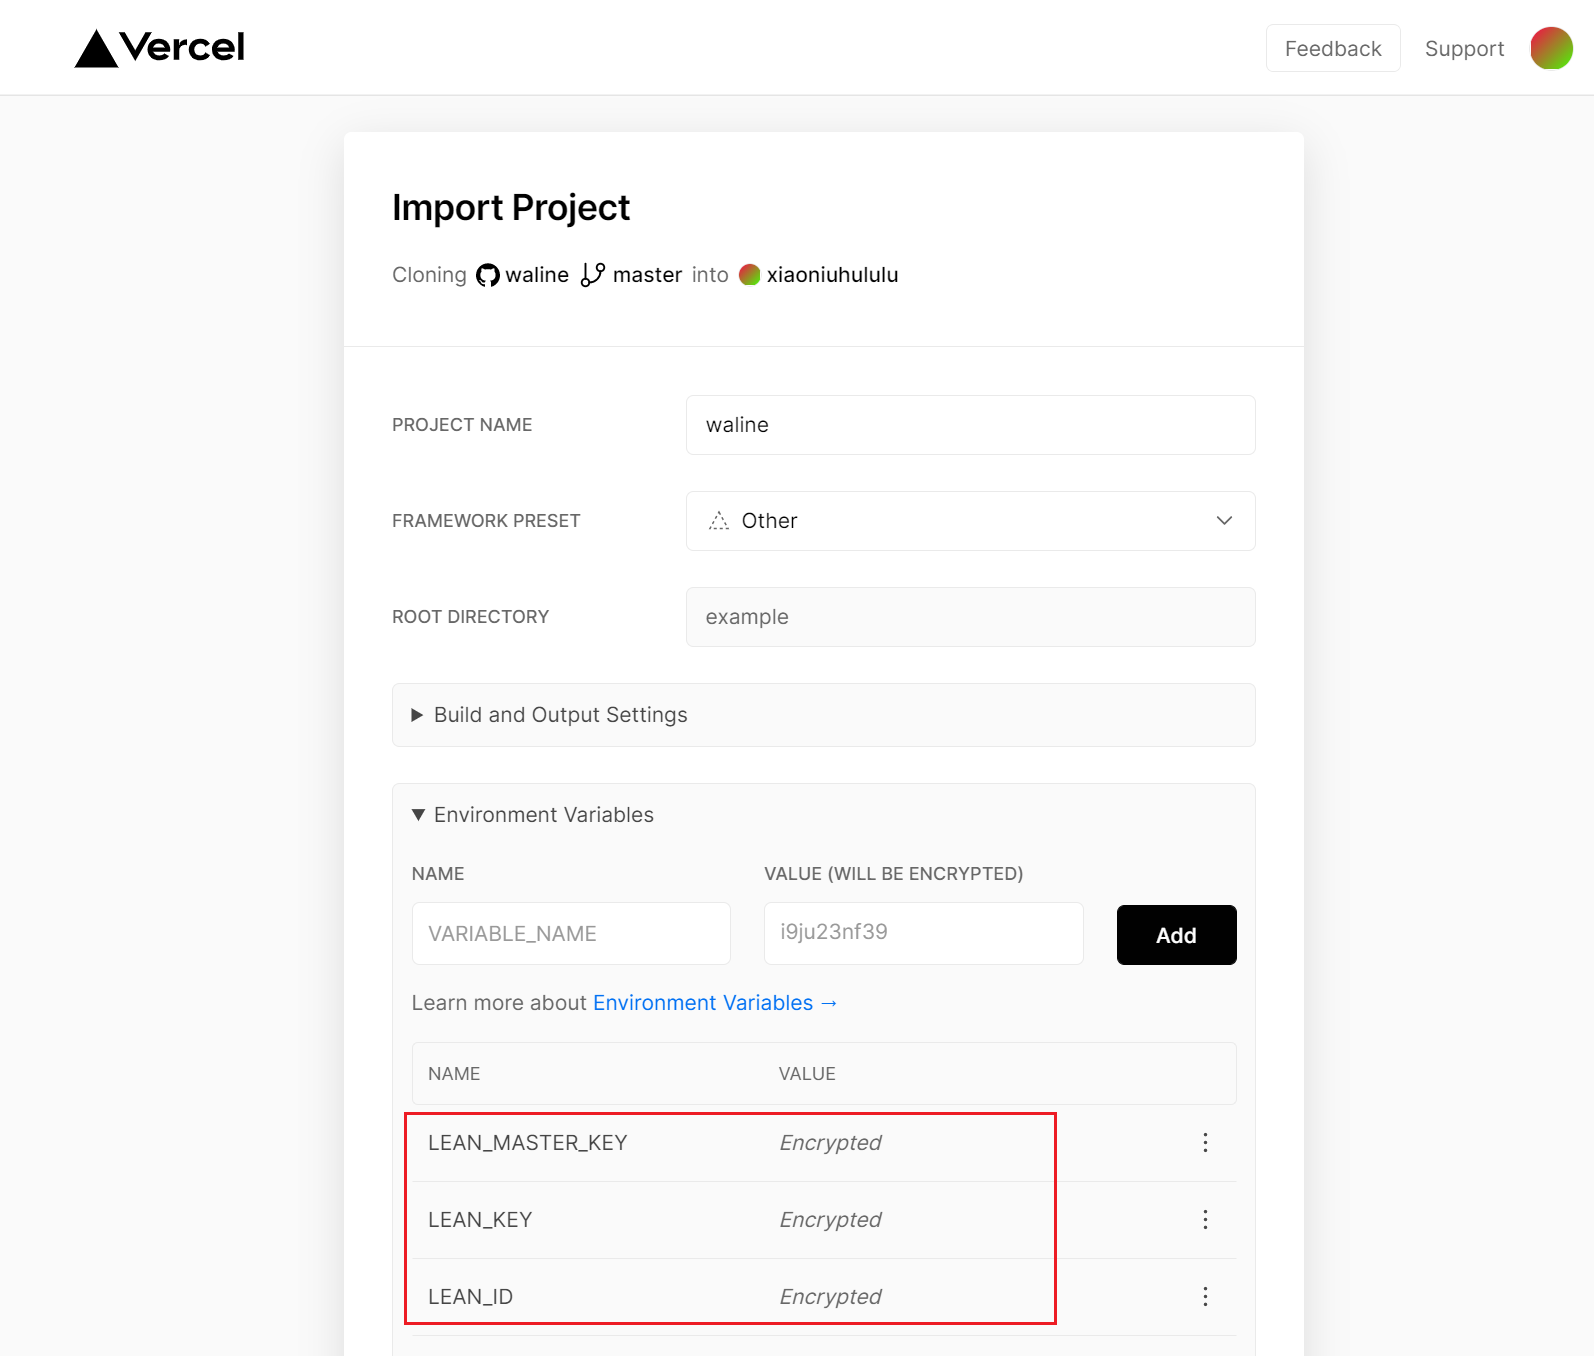 Vercel
Feedback Support
Import Project
Cloning waline master into xiaoniuhululu
PROJECT NAME waline
FRAMEWORK PRESET Other
ROOT DIRECTORY example
Build and Output Settings
Environment Variables
NAME VALUE (WILL BE ENCRYPTED)
VARIABLE_NAME i9ju23nf39 Add
Learn more about Environment Variables →
NAME VALUE
LEAN_MASTER_KEY Encrypted
LEAN_KEY Encrypted
LEAN_ID Encrypted